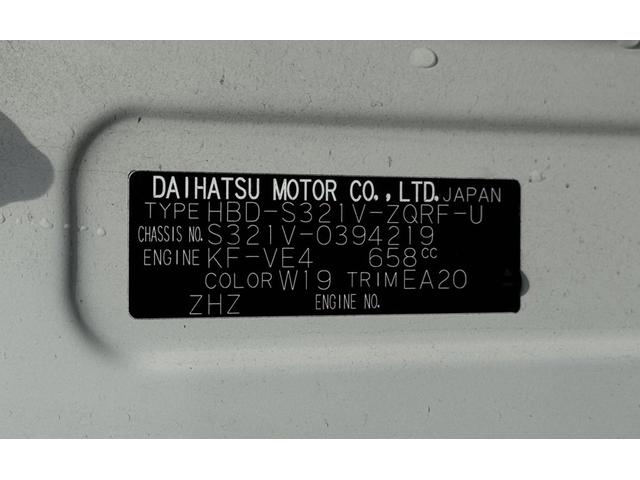 DAIHATSU MOTOR CO.,LTD. JAPAN
TYPE HBD-S321V-ZQRF-U
CHASSIS NO. S321V-0394219
ENGINE KF-VE4 658cc
COLOR W19 TRIM EA20
ZHZ ENGINE NO.